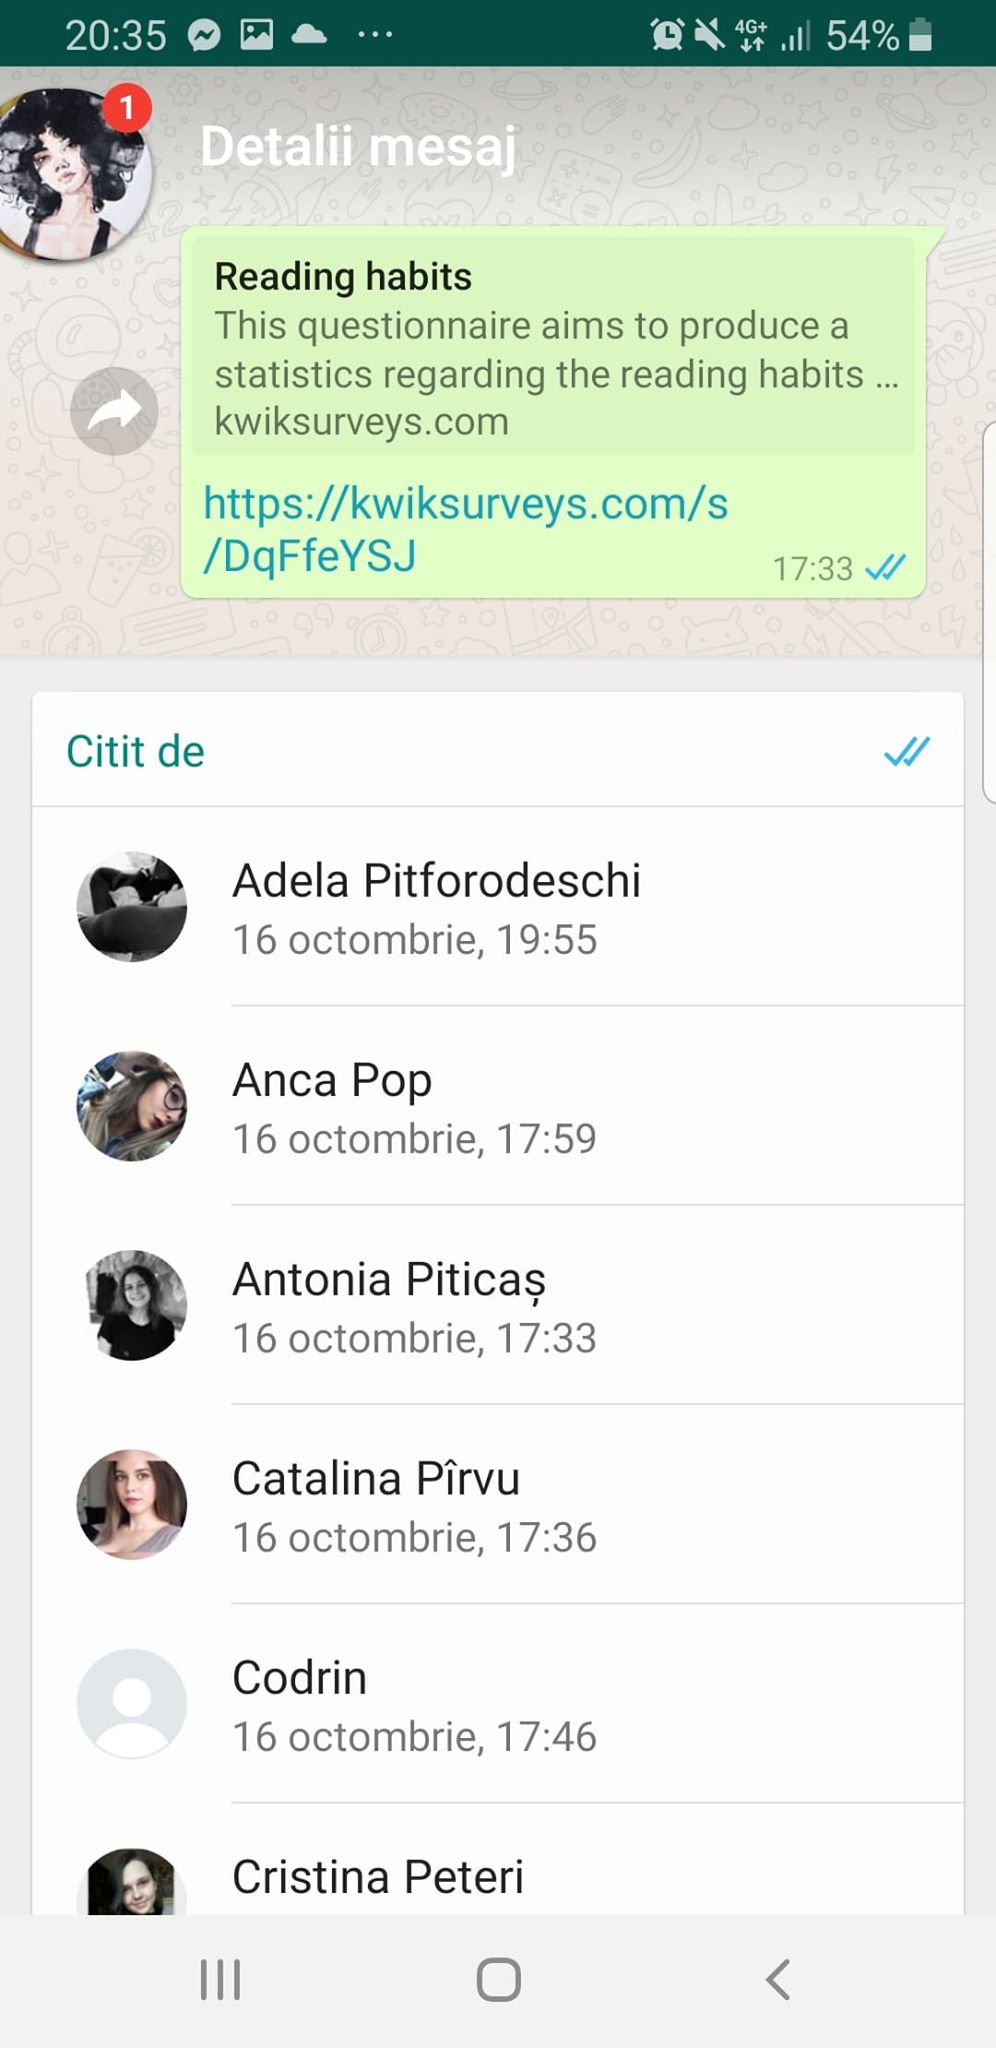 20:35
4G+
54%
1
Detalii mesaj
Reading habits
This questionnaire aims to produce a
statistics regarding the reading habits ...
kwiksurveys.com
https://kwiksurveys.com/s
/DqFfeYSJ
17:33
Citit de
Adela Pitforodeschi
16 octombrie, 19:55
Anca Pop
16 octombrie, 17:59
Antonia Piticaș
16 octombrie, 17:33
Catalina Pîrvu
16 octombrie, 17:36
Codrin
16 octombrie, 17:46
Cristina Peteri